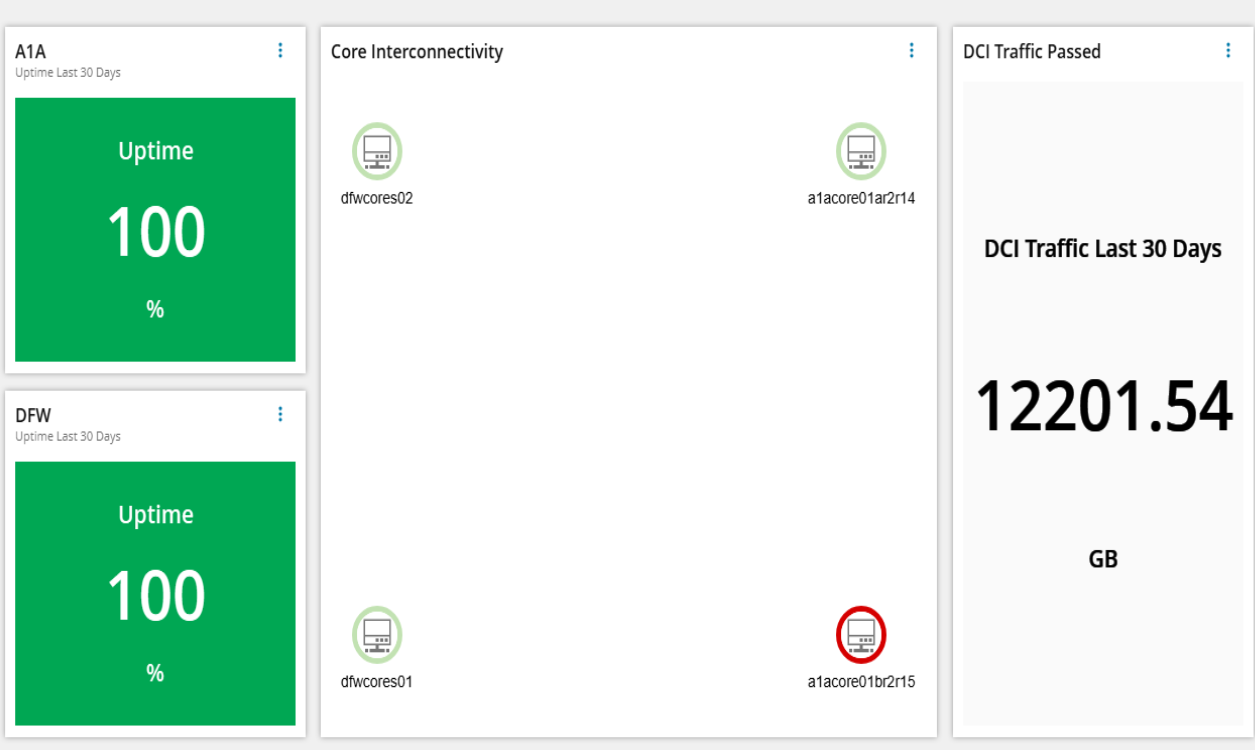 A1A
Uptime Last 30 Days
Uptime
100
%
DFW
Uptime Last 30 Days
Uptime
100
%
Core Interconnectivity
dfwcores02
a1acore01ar2r14
dfwcores01
a1acore01br2r15
DCI Traffic Passed
DCI Traffic Last 30 Days
12201.54
GB